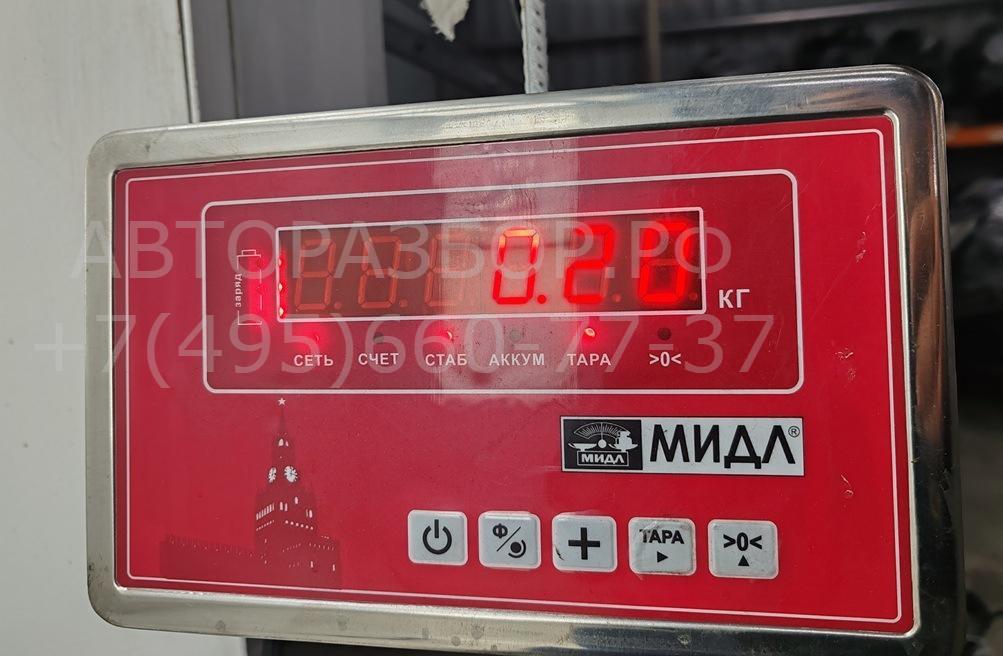 АВТОРАЗБОР.РФ
заряд
0.20
КГ
+7(495)660-77-37
СЕТЬ СЧЕТ СТАБ АККУМ ТАРА >0<
МИДЛ
МИДЛ®
Ф
ТАРА
>0<